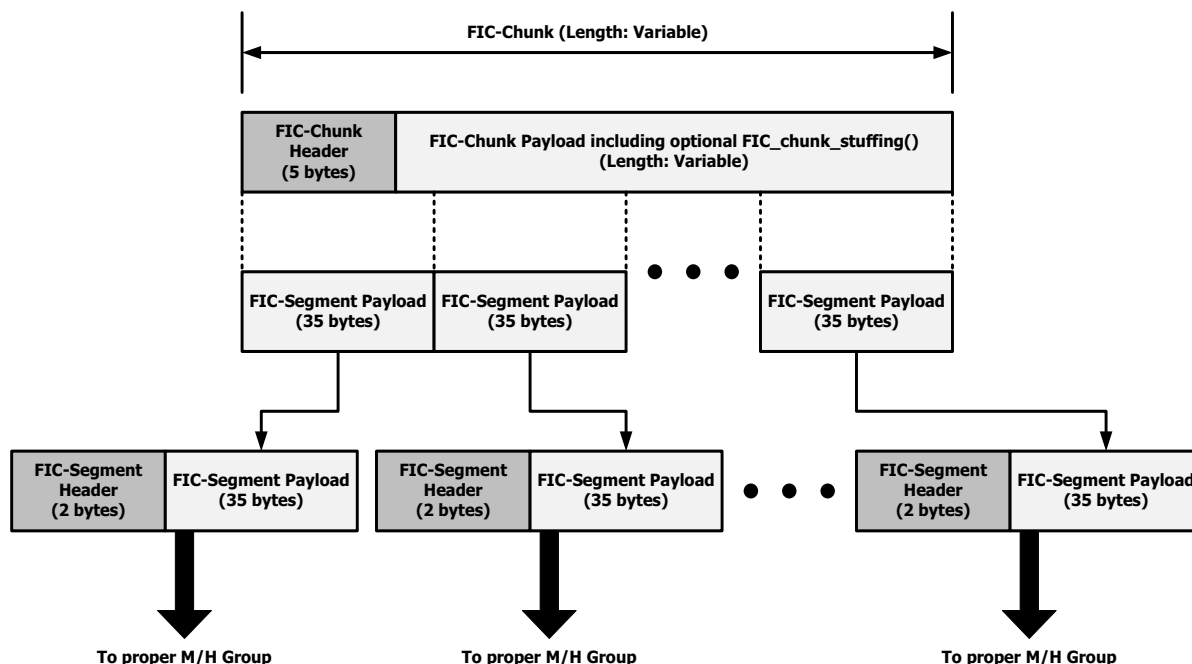 FIC-Chunk (Length: Variable)
FIC-Chunk
Header
(5 bytes)
FIC-Chunk Payload including optional FIC_chunk_stuffing()
(Length: Variable)
FIC-Segment Payload
(35 bytes)
FIC-Segment Payload
(35 bytes)
FIC-Segment Payload
(35 bytes)
FIC-Segment
Header
(2 bytes)
FIC-Segment Payload
(35 bytes)
FIC-Segment
Header
(2 bytes)
FIC-Segment Payload
(35 bytes)
FIC-Segment
Header
(2 bytes)
FIC-Segment Payload
(35 bytes)
To proper M/H Group
To proper M/H Group
To proper M/H Group